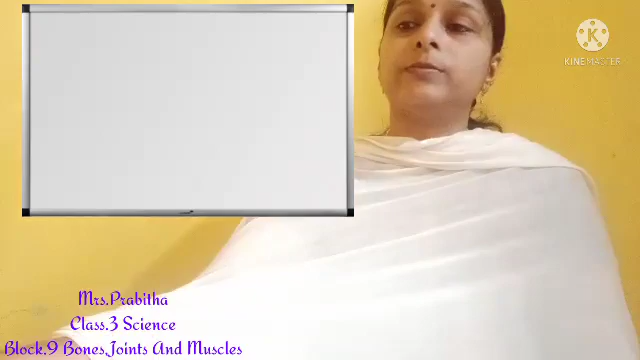 K
KINEMASTER
Mrs.Prabitha
Class.3 Science
Block.9 Bones,Joints And Muscles